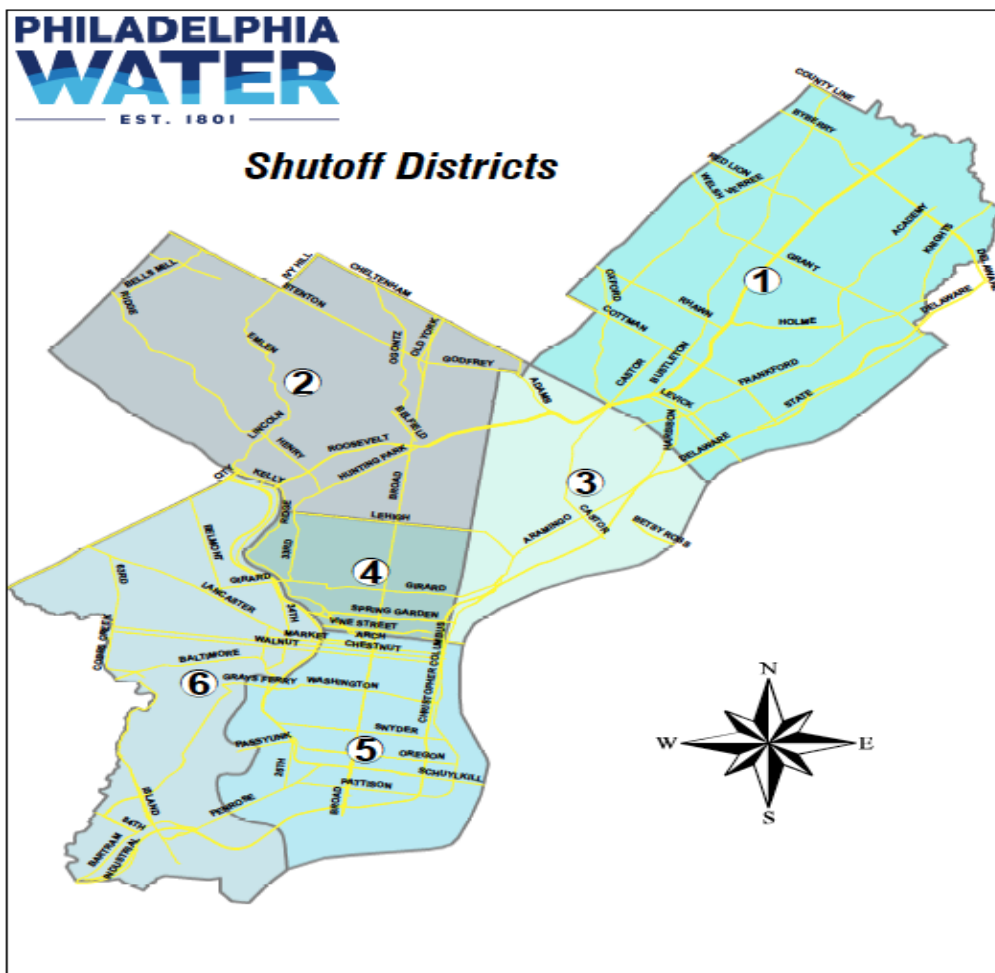 PHILADELPHIA
WATER
EST. 1801
Shutoff Districts
COUNTY LINE
BYBERRY
RED LION
WELSH
VERREE
ACADEMY
KNIGHTS
DELAWARE
GRANT
1
DELAWARE
OXFORD
RHAWN
HOLME
COTTMAN
CASTOR
BUSTLETON
FRANKFORD
LEVICK
STATE
HARBISON
DELAWARE
IVY HILL
CHELTENHAM
BELLS MILL
STENTON
RIDGE
OGONTZ
OLD YORK
EMLEN
GODFREY
ADAMS
2
BELFIELD
LINCOLN
HENRY
ROOSEVELT
HUNTING PARK
CITY
KELLY
BROAD
3
RIDGE
LEHIGH
ARAMINGO
CASTOR
BETSY ROSS
BELMONT
33RD
63RD
4
GIRARD
GIRARD
LANCASTER
34TH
SPRING GARDEN
VINE STREET
MARKET
ARCH
WALNUT
CHESTNUT
COBBS CREEK
BALTIMORE
CHRISTOPHER COLUMBUS
6
GRAYS FERRY
WASHINGTON
SNYDER
PASSYUNK
5
OREGON
26TH
SCHUYLKILL
PATTISON
ISLAND
PENROSE
BROAD
84TH
BARTRAM
INDUSTRIAL
N
W
E
S